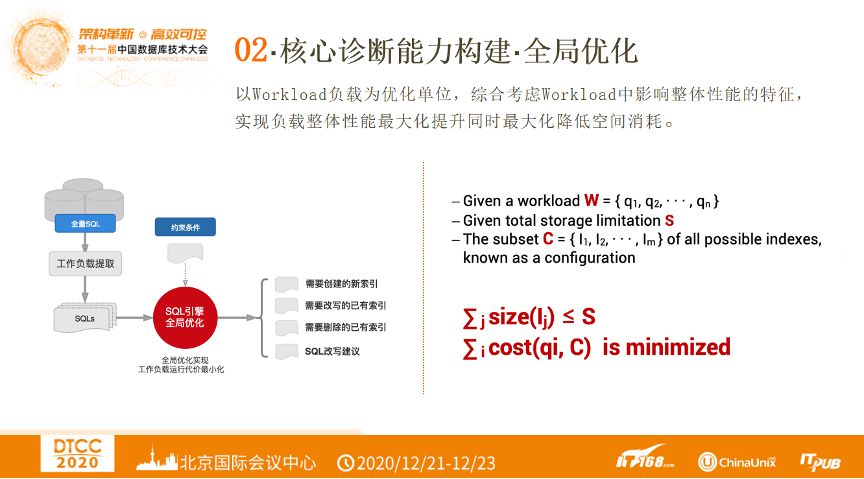 架构革新 高效可控
第十一届中国数据库技术大会
DATABASE TECHNOLOGY CONFERENCE CHINA 2020
02·核心诊断能力构建·全局优化
以Workload负载为优化单位，综合考虑Workload中影响整体性能的特征，
实现负载整体性能最大化提升同时最大化降低空间消耗。
全量SQL
工作负载提取
SQLs
约束条件
SQL引擎
全局优化
全局优化实现
工作负载运行代价最小化
需要创建的新索引
需要改写的已有索引
需要删除的已有索引
SQL改写建议
– Given a workload W = { q1, q2, · · · , qn }
– Given total storage limitation S
– The subset C = { I1, I2, · · · , Im } of all possible indexes,
known as a configuration
∑ j size(Ij) ≤ S
∑ i cost(qi, C) is minimized
DTCC
2020
北京国际会议中心
2020/12/21-12/23
IT168.com
ChinaUnix
ITPUB